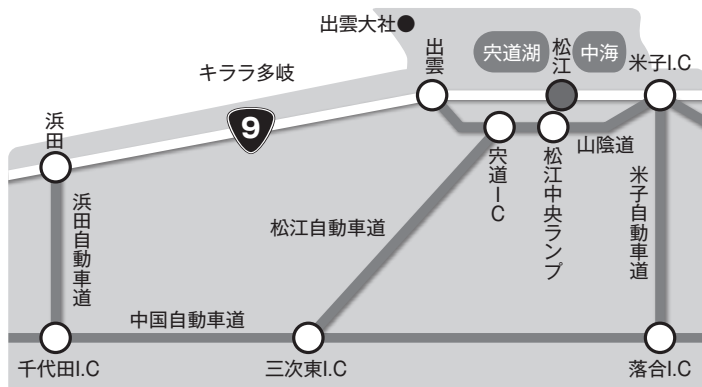 出雲大社
出雲
宍道湖
松江
中海
米子I.C
キララ多岐
9
浜田
山陰道
宍道I.C
松江中央ランプ
米子自動車道
浜田自動車道
松江自動車道
中国自動車道
千代田I.C
三次東I.C
落合I.C